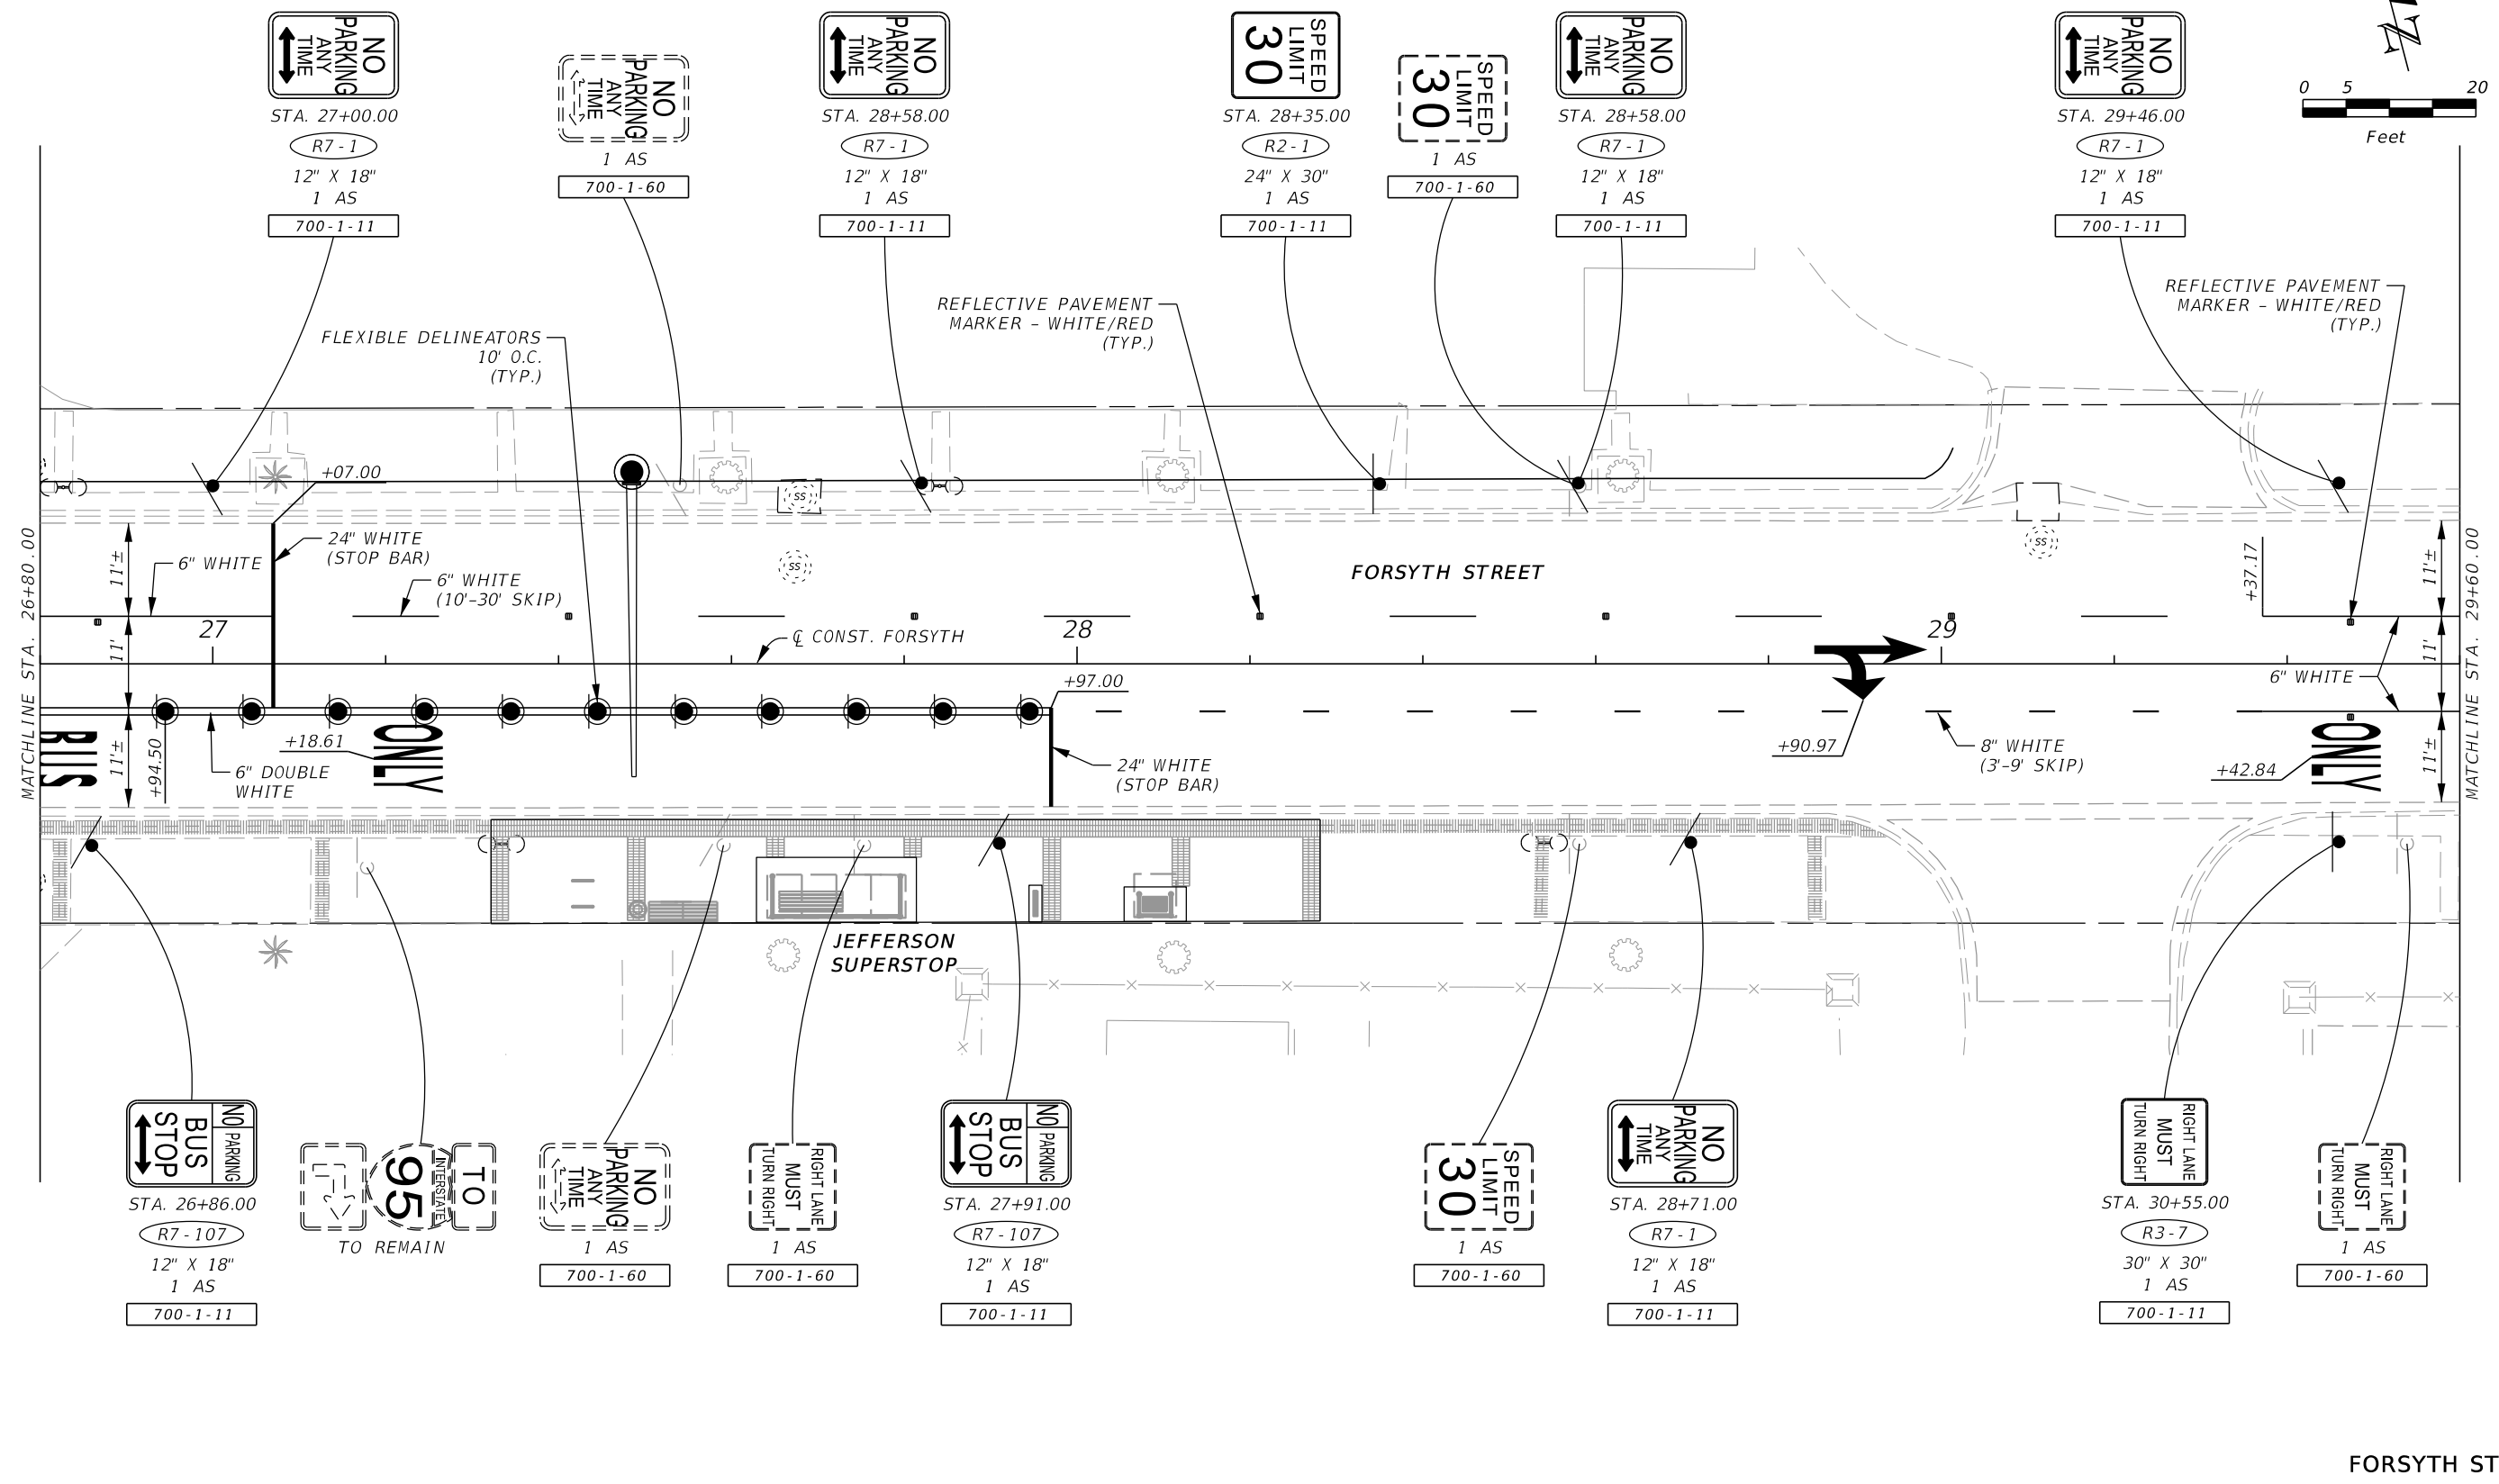 NO
PARKING
ANY
TIME
STA. 27+00.00
R7-1
12" X 18"
1 AS
700-1-11
NO
PARKING
ANY
TIME
1 AS
700-1-60
NO
PARKING
ANY
TIME
STA. 28+58.00
R7-1
12" X 18"
1 AS
700-1-11
SPEED
LIMIT
30
STA. 28+35.00
R2-1
24" X 30"
1 AS
700-1-11
SPEED
LIMIT
30
1 AS
700-1-60
NO
PARKING
ANY
TIME
STA. 28+58.00
R7-1
12" X 18"
1 AS
700-1-11
NO
PARKING
ANY
TIME
STA. 29+46.00
R7-1
12" X 18"
1 AS
700-1-11
N
0 5 20
Feet
FLEXIBLE DELINEATORS
10' O.C.
(TYP.)
REFLECTIVE PAVEMENT
MARKER - WHITE/RED
(TYP.)
REFLECTIVE PAVEMENT
MARKER - WHITE/RED
(TYP.)
MATCHLINE STA. 26+80.00
+07.00
SS
SS
SS
11'±
11'
11'±
6" WHITE
24" WHITE
(STOP BAR)
6" WHITE
(10'-30' SKIP)
FORSYTH STREET
+37.17
11'±
11'
11'±
27
28
29
℄ CONST. FORSYTH
6" WHITE
+97.00
BUS
+94.50
+18.61
ONLY
6" DOUBLE
WHITE
24" WHITE
(STOP BAR)
+90.97
8" WHITE
(3'-9' SKIP)
+42.84
ONLY
MATCHLINE STA. 29+60.00
JEFFERSON
SUPERSTOP
NO PARKING
BUS
STOP
STA. 26+86.00
R7-107
12" X 18"
1 AS
700-1-11
TO
INTERSTATE
95
TO REMAIN
NO
PARKING
ANY
TIME
1 AS
700-1-60
RIGHT LANE
MUST
TURN RIGHT
1 AS
700-1-60
NO PARKING
BUS
STOP
STA. 27+91.00
R7-107
12" X 18"
1 AS
700-1-11
SPEED
LIMIT
30
1 AS
700-1-60
NO
PARKING
ANY
TIME
STA. 28+71.00
R7-1
12" X 18"
1 AS
700-1-11
RIGHT LANE
MUST
TURN RIGHT
STA. 30+55.00
R3-7
30" X 30"
1 AS
700-1-11
RIGHT LANE
MUST
TURN RIGHT
1 AS
700-1-60
FORSYTH ST